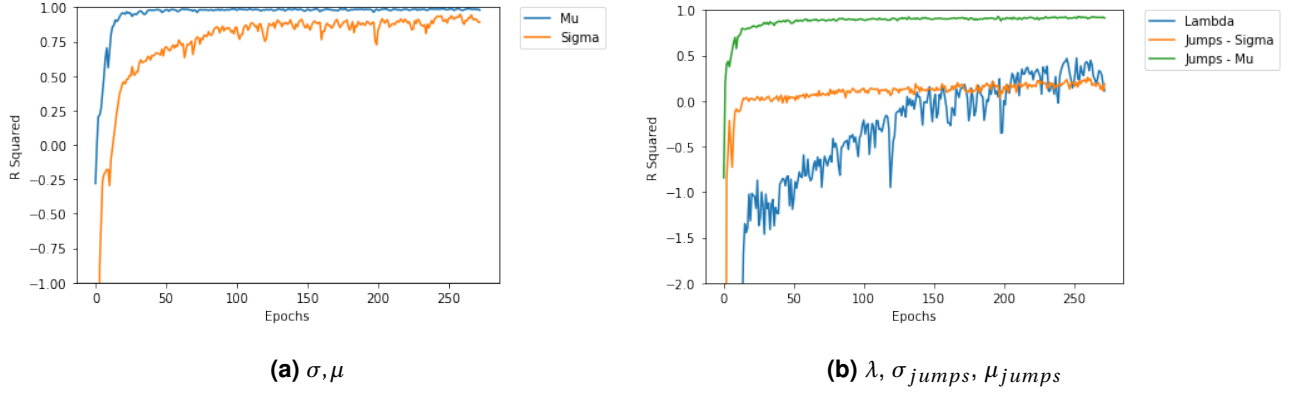 1.00
0.75
0.50
0.25
0.00
−0.25
−0.50
−0.75
−1.00
R Squared
0 50 100 150 200 250
Epochs
Mu
Sigma
(a) σ,μ
1.0
0.5
0.0
−0.5
−1.0
−1.5
−2.0
R Squared
0 50 100 150 200 250
Epochs
Lambda
Jumps - Sigma
Jumps - Mu
(b) λ, σ_jumps, μ_jumps